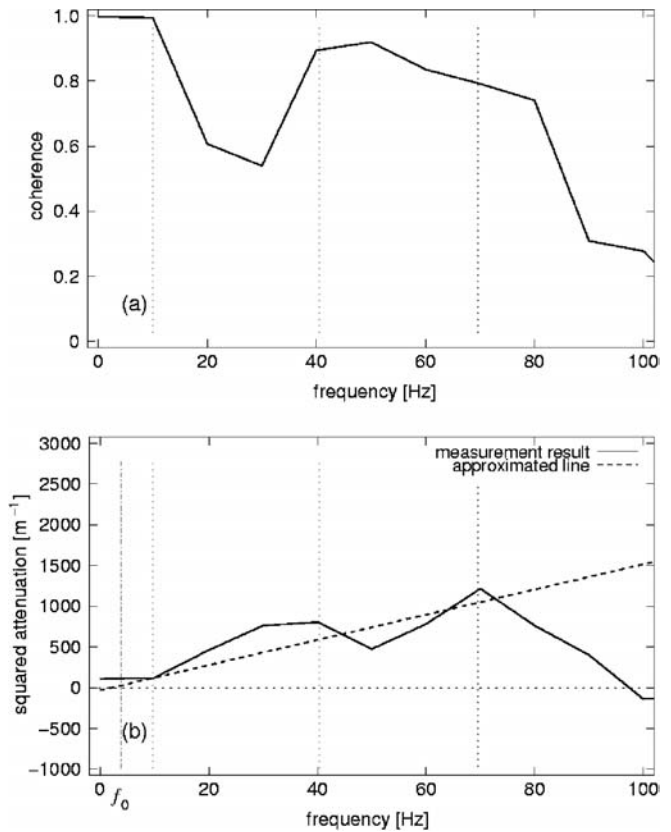 1.0
0.8
0.6
0.4
0.2
0
coherence
(a)
0 20 40 60 80 100
frequency [Hz]
3000
2500
2000
1500
1000
500
0
−500
−1000
squared attenuation [m⁻¹]
measurement result
approximated line
(b)
0 20 40 60 80 100
f₀
frequency [Hz]